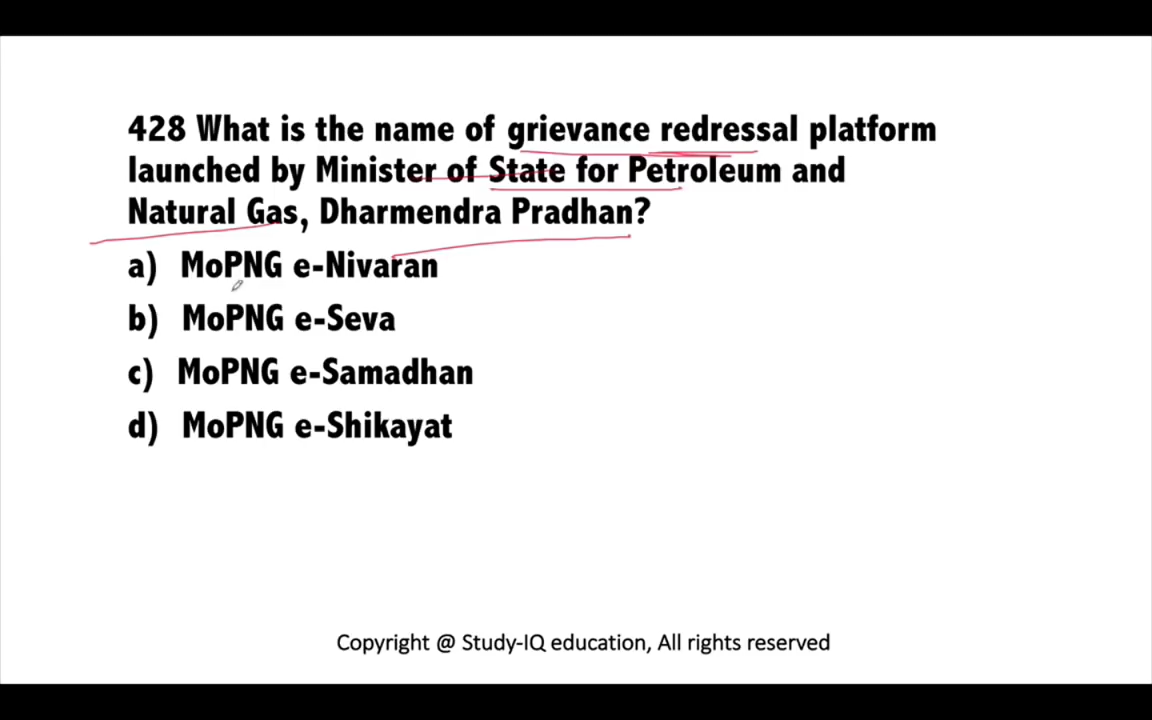 428 What is the name of grievance redressal platform
launched by Minister of State for Petroleum and
Natural Gas, Dharmendra Pradhan?
a) MoPNG e-Nivaran
b) MoPNG e-Seva
c) MoPNG e-Samadhan
d) MoPNG e-Shikayat
Copyright @ Study-IQ education, All rights reserved